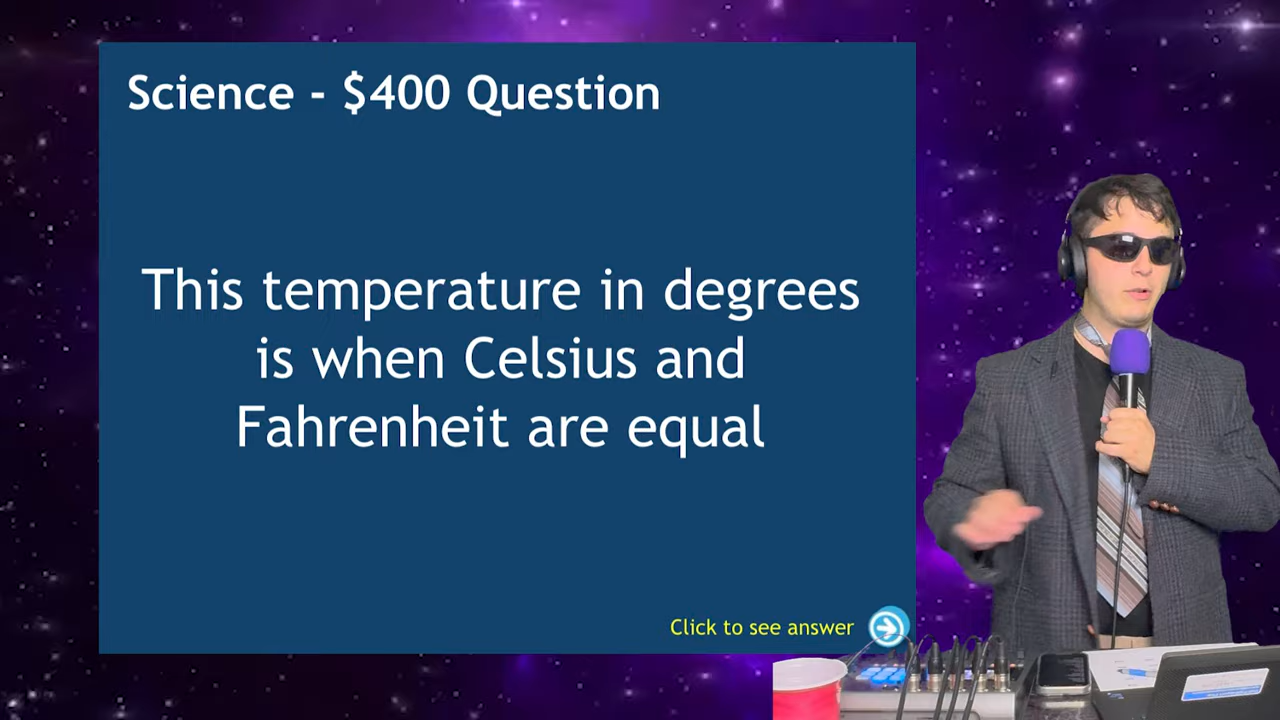 Science - $400 Question
This temperature in degrees
is when Celsius and
Fahrenheit are equal
Click to see answer